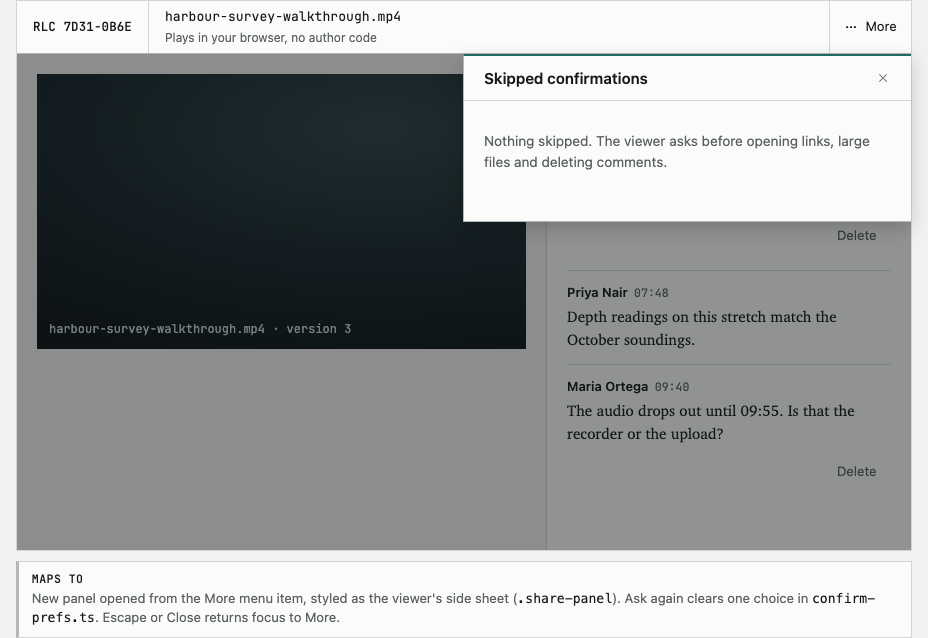 RLC 7D31-0B6E
harbour-survey-walkthrough.mp4
Plays in your browser, no author code
··· More
Skipped confirmations
×
Nothing skipped. The viewer asks before opening links, large
files and deleting comments.
harbour-survey-walkthrough.mp4 · version 3
Delete
Priya Nair 07:48
Depth readings on this stretch match the
October soundings.
Maria Ortega 09:40
The audio drops out until 09:55. Is that the
recorder or the upload?
Delete
MAPS TO
New panel opened from the More menu item, styled as the viewer's side sheet (.share-panel). Ask again clears one choice in confirm-
prefs.ts. Escape or Close returns focus to More.